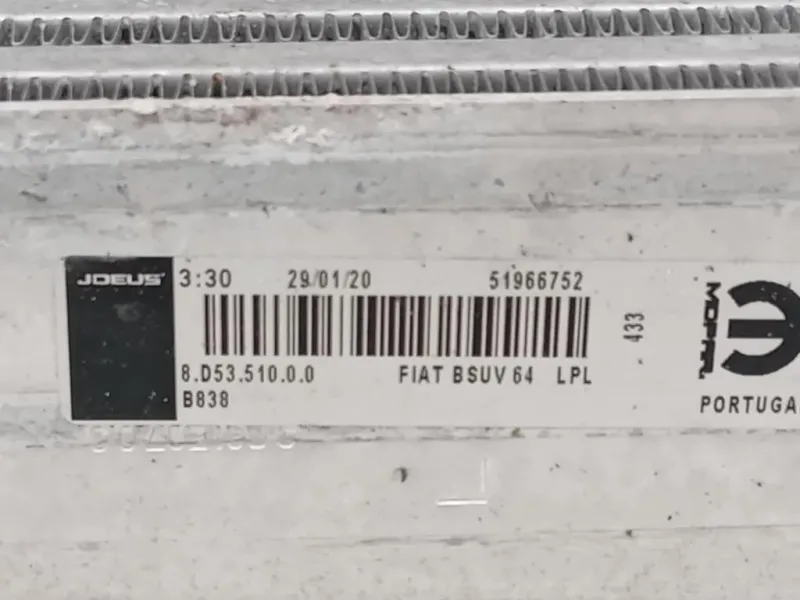 JDEUS 3:30 29/01/20 51966752
433
8.D53.510.0.0 FIAT BSUV 64 LPL
B838
MOPAR
PORTUGA